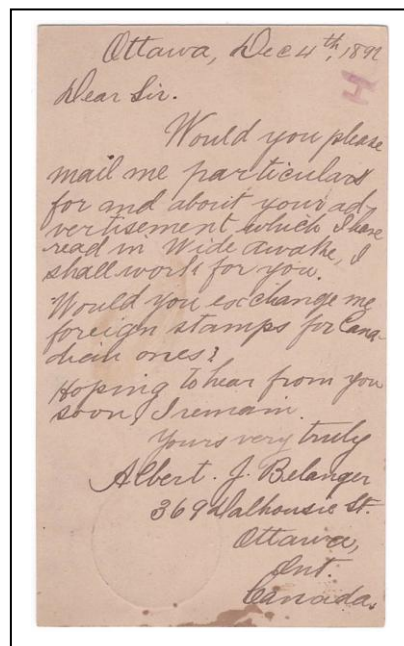 Ottawa, Dec 4th, 1891
Dear Sir.
Would you please
mail me particulars
for and about your ad-
vertisement which I have
read in Wide awake, I
shall work for you.
Would you exchange me
foreign stamps for Cana-
dian ones?
Hoping to hear from you
soon, I remain.
Yours very truly
Albert. J. Belanger
369 Dalhousie St.
Ottawa,
Ont.
Canada.